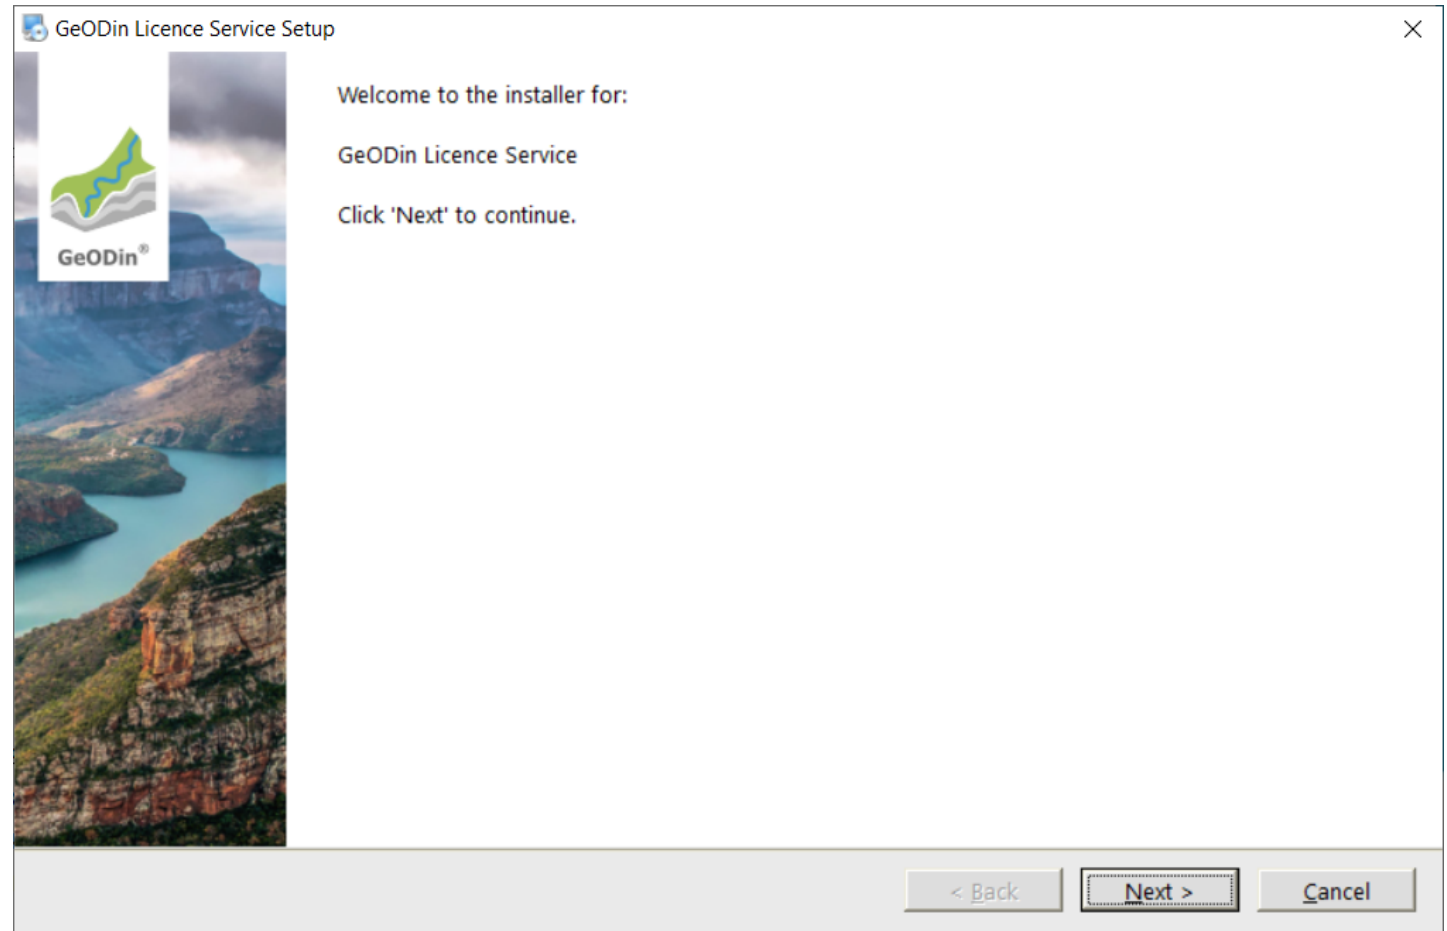 GeODin Licence Service Setup
GeODin®
Welcome to the installer for:
GeODin Licence Service
Click 'Next' to continue.
< Back
Next >
Cancel